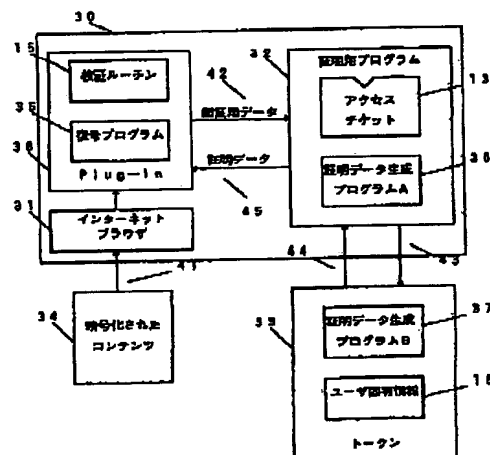 30
15
検証ルーチン
35
復号プログラム
38
Plug-in
31
インターネット
ブラウザ
41
34
暗号化された
コンテンツ
42
認証用データ
証明データ
45
32
証明用プログラム
アクセス
チケット
13
証明データ生成
プログラムA
36
44
43
33
証明データ生成
プログラムB
37
ユーザ固有情報
16
トークン